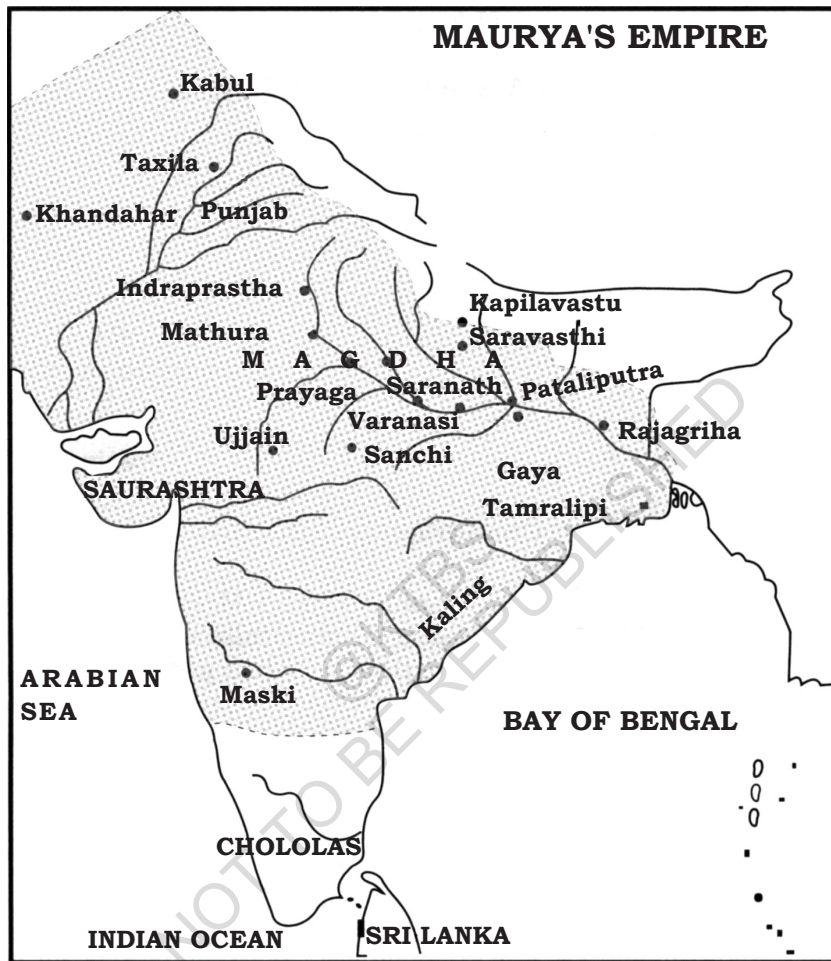 MAURYA'S EMPIRE
Kabul
Taxila
Khandahar
Punjab
Indraprastha
Kapilavastu
Mathura
Saravasthi
MAGDHA
Prayaga
Saranath
Pataliputra
Varanasi
Rajagriha
Ujjain
Sanchi
Gaya
SAURASHTRA
Tamralipi
Kaling
ARABIAN
SEA
Maski
BAY OF BENGAL
CHOLOLAS
INDIAN OCEAN
SRI LANKA
@KTBS
NOT TO BE REPUBLISHED